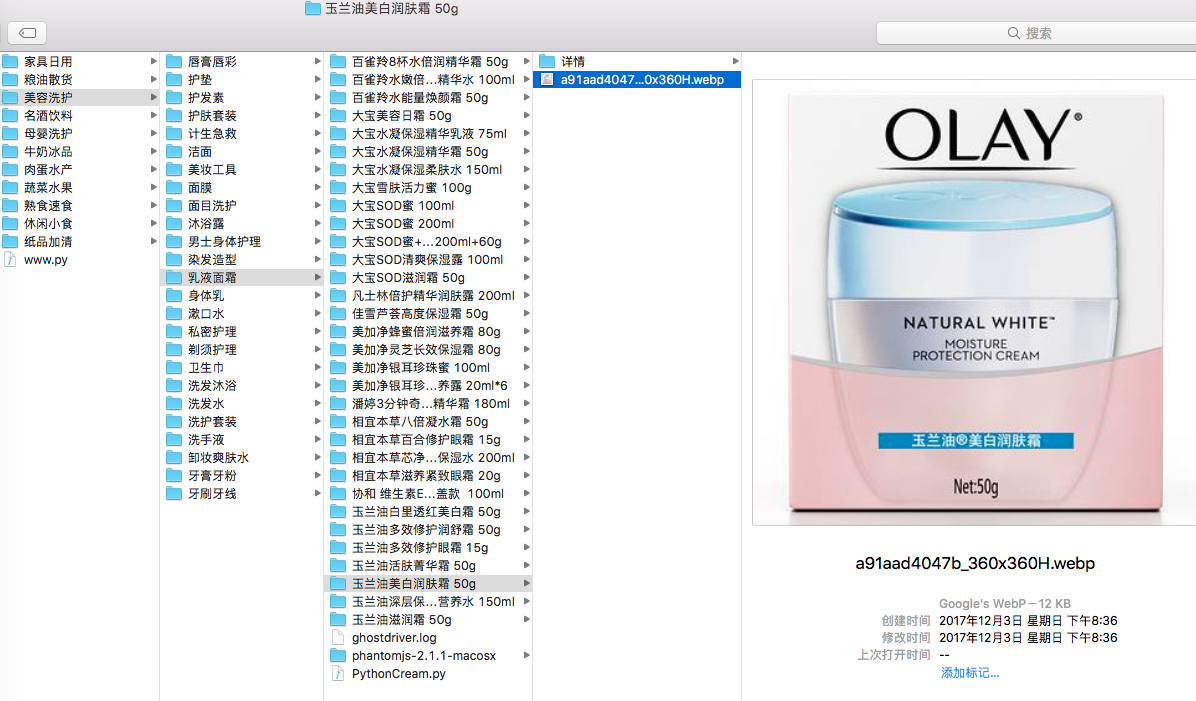 玉兰油美白润肤霜 50g
搜索
家具日用
粮油散货
美容洗护
名酒饮料
母婴洗护
牛奶冰品
肉蛋水产
蔬菜水果
熟食速食
休闲小食
纸品加清
www.py
唇膏唇彩
护垫
护发素
护肤套装
计生急救
洁面
美妆工具
面膜
面目洗护
沐浴露
男士身体护理
染发造型
乳液面霜
身体乳
漱口水
私密护理
剃须护理
卫生巾
洗发沐浴
洗发水
洗护套装
洗手液
卸妆爽肤水
牙膏牙粉
牙刷牙线
百雀羚8杯水倍润精华霜 50g
百雀羚水嫩倍…精华水 100ml
百雀羚水能量焕颜霜 50g
大宝美容日霜 50g
大宝水凝保湿精华乳液 75ml
大宝水凝保湿精华霜 50g
大宝水凝保湿柔肤水 150ml
大宝雪肤活力蜜 100g
大宝SOD蜜 100ml
大宝SOD蜜 200ml
大宝SOD蜜+…200ml+60g
大宝SOD清爽保湿露 100ml
大宝SOD滋润霜 50g
凡士林倍护精华润肤露 200ml
佳雪芦荟高度保湿霜 50g
美加净蜂蜜倍润滋养霜 80g
美加净灵芝长效保湿霜 80g
美加净银耳珍珠蜜 100ml
美加净银耳珍…养露 20ml*6
潘婷3分钟奇…精华霜 180ml
相宜本草八倍凝水霜 50g
相宜本草百合修护眼霜 15g
相宜本草芯净…保湿水 200ml
相宜本草滋养紧致眼霜 20g
协和 维生素E…盖款 100ml
玉兰油白里透红美白霜 50g
玉兰油多效修护润舒霜 50g
玉兰油多效修护眼霜 15g
玉兰油活肤菁华霜 50g
玉兰油美白润肤霜 50g
玉兰油深层保…营养水 150ml
玉兰油滋润霜 50g
ghostdriver.log
phantomjs-2.1.1-macosx
PythonCream.py
详情
a91aad4047...0x360H.webp
OLAY®
OLAY
NATURAL WHITE™
MOISTURE
PROTECTION CREAM
玉兰油®美白润肤霜
Net:50g
a91aad4047b_360x360H.webp
Google's WebP – 12 KB
创建时间 2017年12月3日 星期日 下午8:36
修改时间 2017年12月3日 星期日 下午8:36
上次打开时间 --
添加标记...